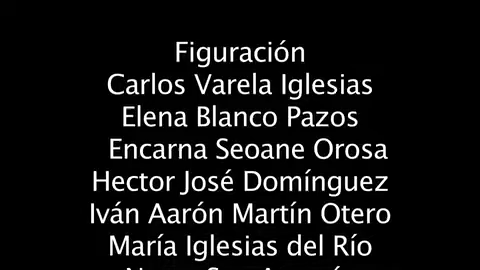 Figuración
Carlos Varela Iglesias
Elena Blanco Pazos
Encarna Seoane Orosa
Hector José Domínguez
Iván Aarón Martín Otero
María Iglesias del Río